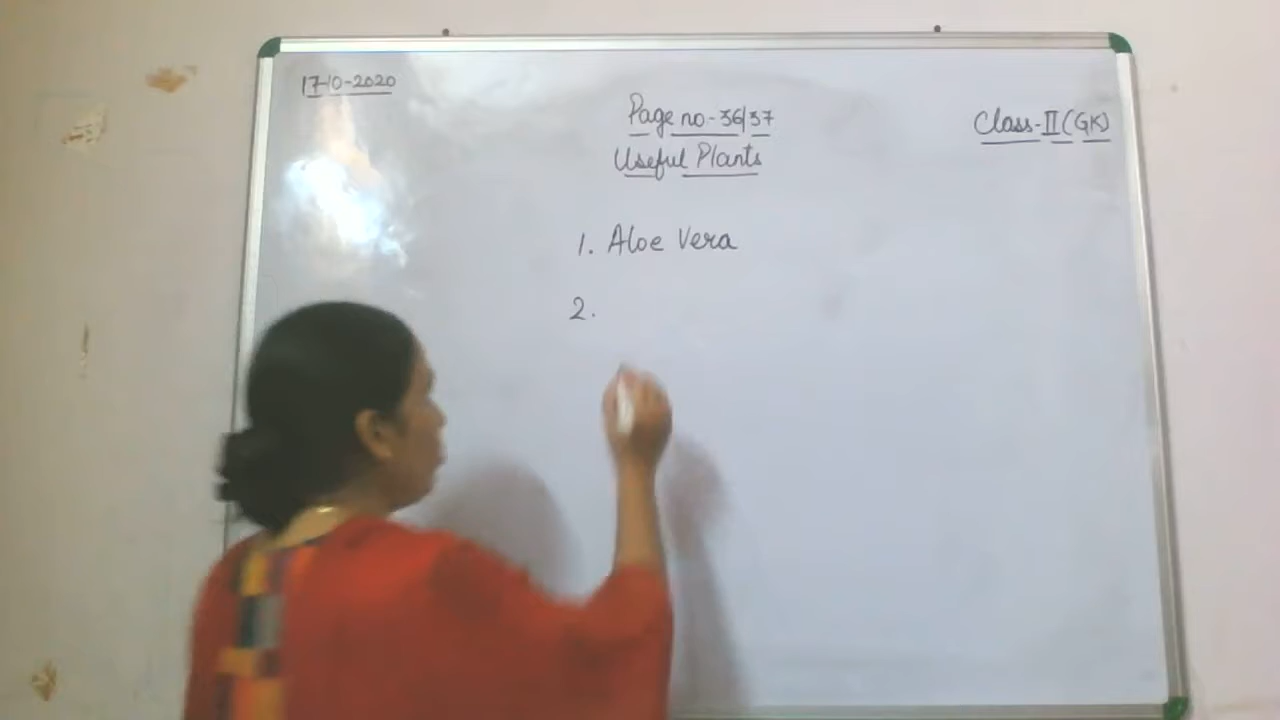 17-10-2020
Page no-36/37
Class-II (GK)
Useful Plants
1. Aloe Vera
2.